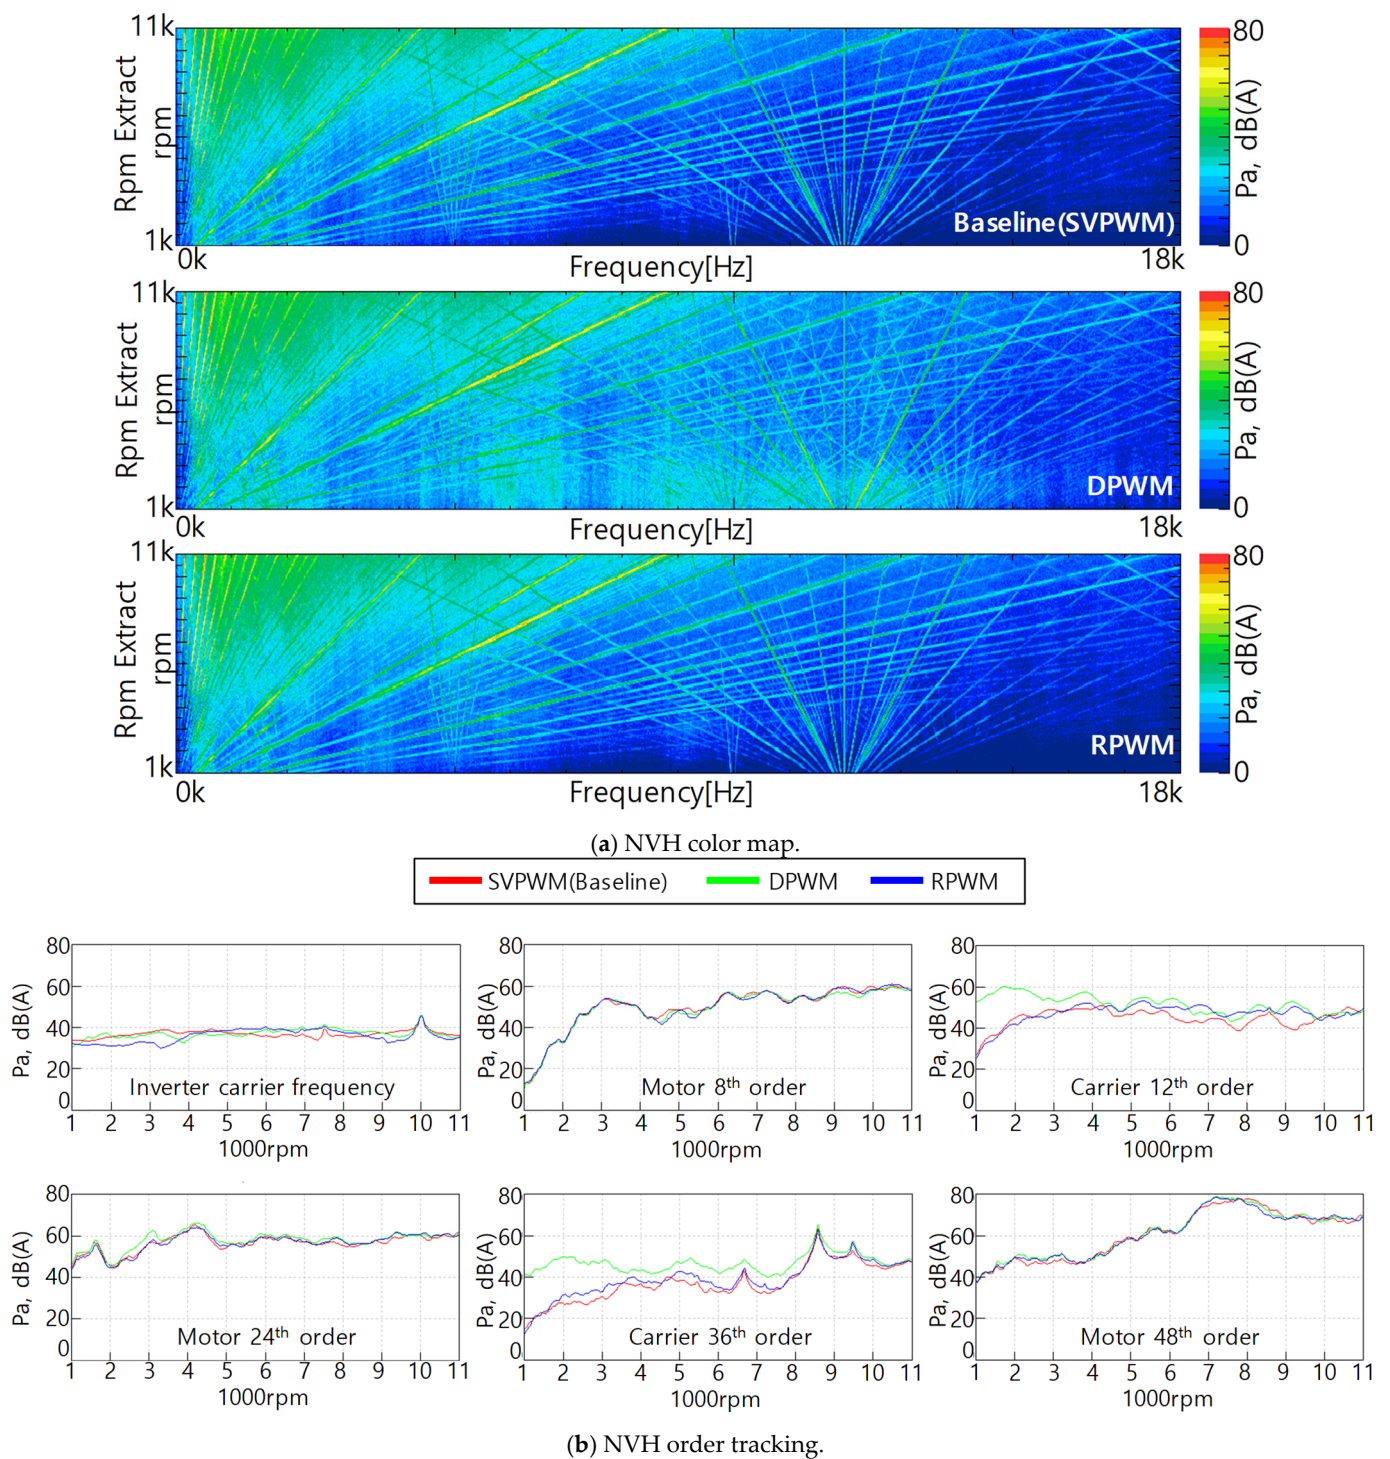 11k
80
Rpm Extract
rpm
Pa, dB(A)
Baseline(SVPWM)
1k
0
0k
Frequency[Hz]
18k
11k
80
Rpm Extract
rpm
Pa, dB(A)
DPWM
1k
0
0k
Frequency[Hz]
18k
11k
80
Rpm Extract
rpm
Pa, dB(A)
RPWM
1k
0
0k
Frequency[Hz]
18k
(a) NVH color map.
SVPWM(Baseline) DPWM RPWM
80
60
40
20
0
Pa, dB(A)
Inverter carrier frequency
1 2 3 4 5 6 7 8 9 10 11
1000rpm
80
60
40
20
0
Pa, dB(A)
Motor 8th order
1 2 3 4 5 6 7 8 9 10 11
1000rpm
80
60
40
20
0
Pa, dB(A)
Carrier 12th order
1 2 3 4 5 6 7 8 9 10 11
1000rpm
80
60
40
20
0
Pa, dB(A)
Motor 24th order
1 2 3 4 5 6 7 8 9 10 11
1000rpm
80
60
40
20
0
Pa, dB(A)
Carrier 36th order
1 2 3 4 5 6 7 8 9 10 11
1000rpm
80
60
40
20
0
Pa, dB(A)
Motor 48th order
1 2 3 4 5 6 7 8 9 10 11
1000rpm
(b) NVH order tracking.